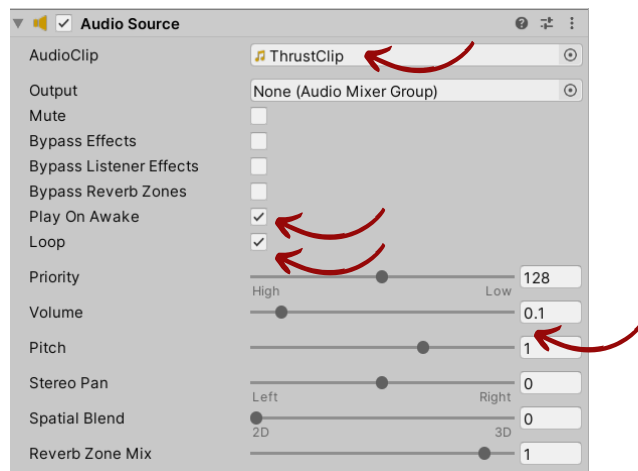 Audio Source
AudioClip ThrustClip
Output None (Audio Mixer Group)
Mute
Bypass Effects
Bypass Listener Effects
Bypass Reverb Zones
Play On Awake
Loop
Priority 128
High Low
Volume 0.1
Pitch 1
Stereo Pan 0
Left Right
Spatial Blend 0
2D 3D
Reverb Zone Mix 1